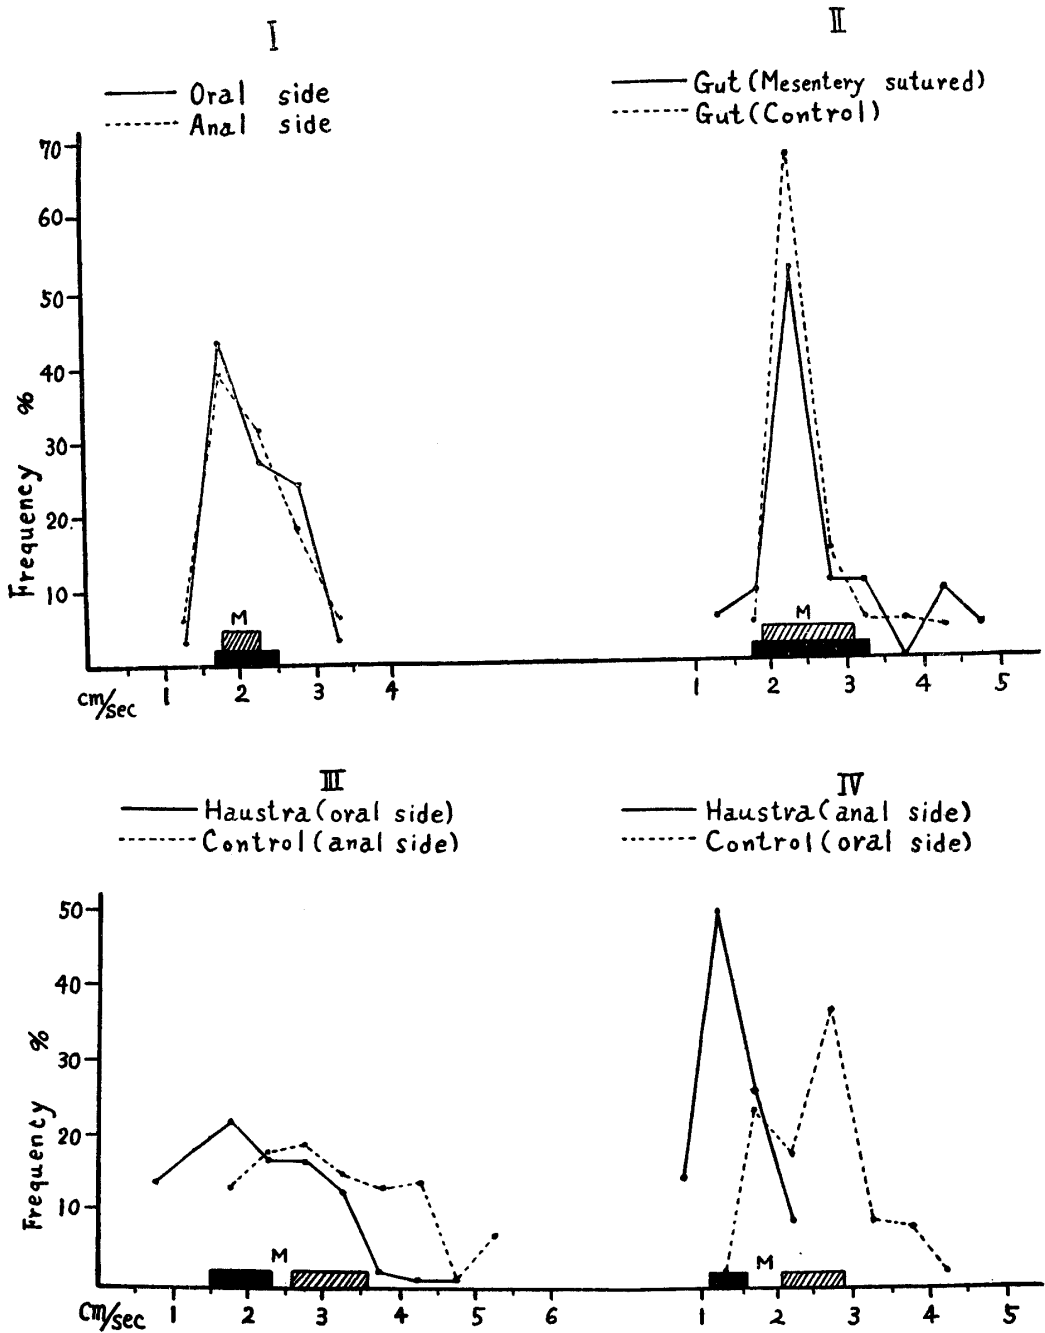 I
Oral side
Anal side
II
Gut (Mesentery sutured)
Gut (Control)
70
60
50
40
30
20
10
Frequency %
M
M
cm/sec
1 2 3 4
1 2 3 4 5
III
Haustra (oral side)
Control (anal side)
IV
Haustra (anal side)
Control (oral side)
50
40
30
20
10
Frequency %
M
M
cm/sec
1 2 3 4 5 6
1 2 3 4 5